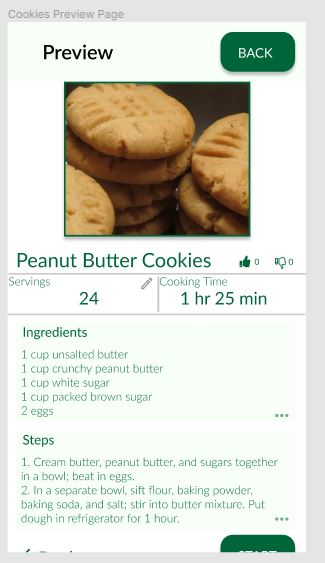 Cookies Preview Page
Preview
BACK
Peanut Butter Cookies
0
0
Servings
24
Cooking Time
1 hr 25 min
Ingredients
1 cup unsalted butter
1 cup crunchy peanut butter
1 cup white sugar
1 cup packed brown sugar
2 eggs
Steps
1. Cream butter, peanut butter, and sugars together
in a bowl; beat in eggs.
2. In a separate bowl, sift flour, baking powder,
baking soda, and salt; stir into butter mixture. Put
dough in refrigerator for 1 hour.
START